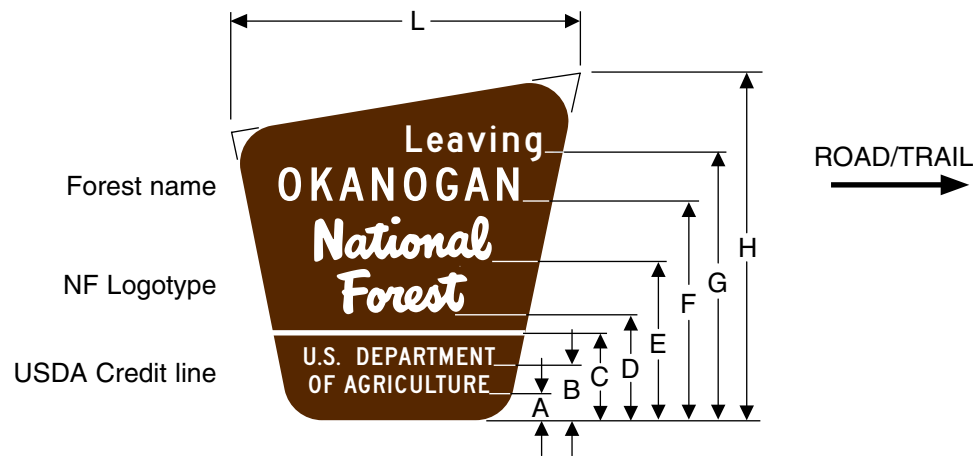 L
Leaving
ROAD/TRAIL
Forest name
OKANOGAN
National
H
G
NF Logotype
Forest
F
E
U.S. DEPARTMENT
D
USDA Credit line
C
OF AGRICULTURE
B
A